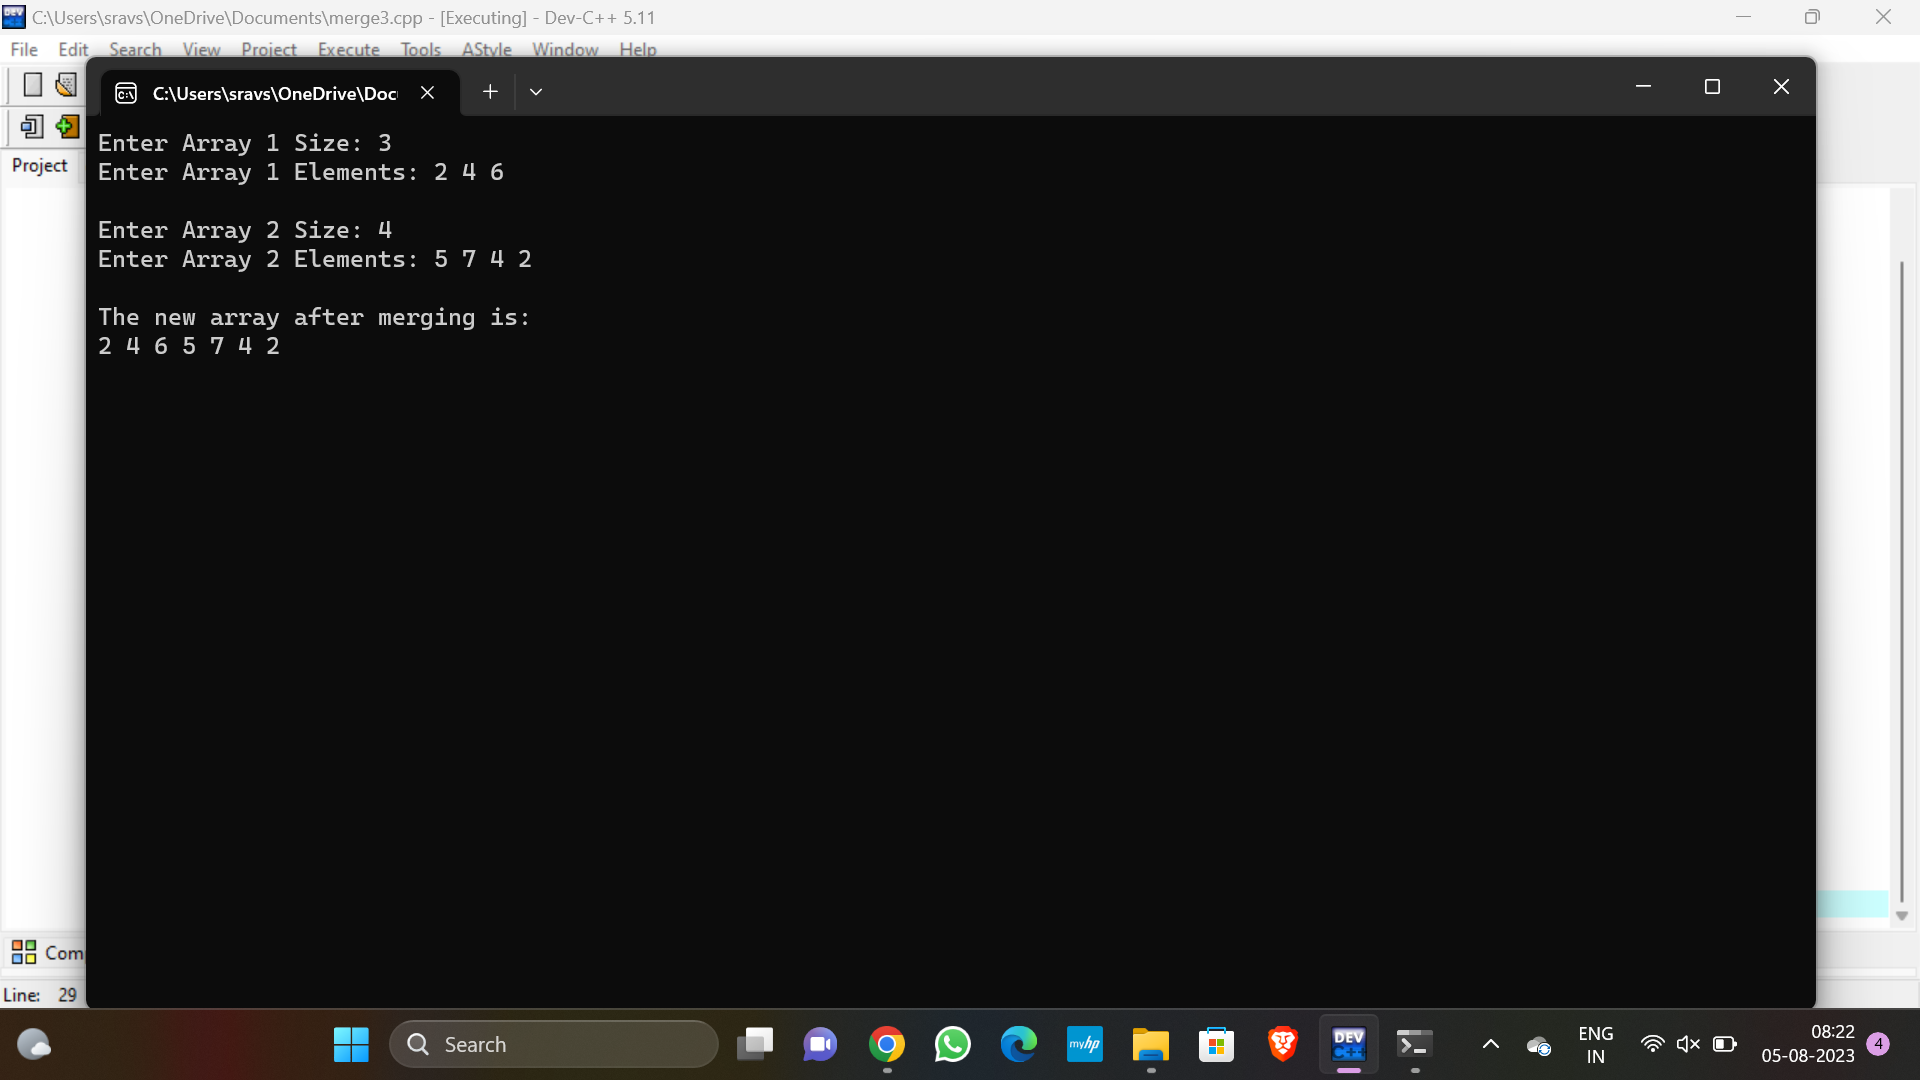 C:\Users\sravs\OneDrive\Documents\merge3.cpp - [Executing] - Dev-C++ 5.11
File Edit Search View Project Execute Tools AStyle Window Help
C:\Users\sravs\OneDrive\Doc
Project
Enter Array 1 Size: 3
Enter Array 1 Elements: 2 4 6
Enter Array 2 Size: 4
Enter Array 2 Elements: 5 7 4 2
The new array after merging is:
2 4 6 5 7 4 2
Com
Line: 29
Search
myhp
DEV
C++
ENG
IN
08:22
05-08-2023
4